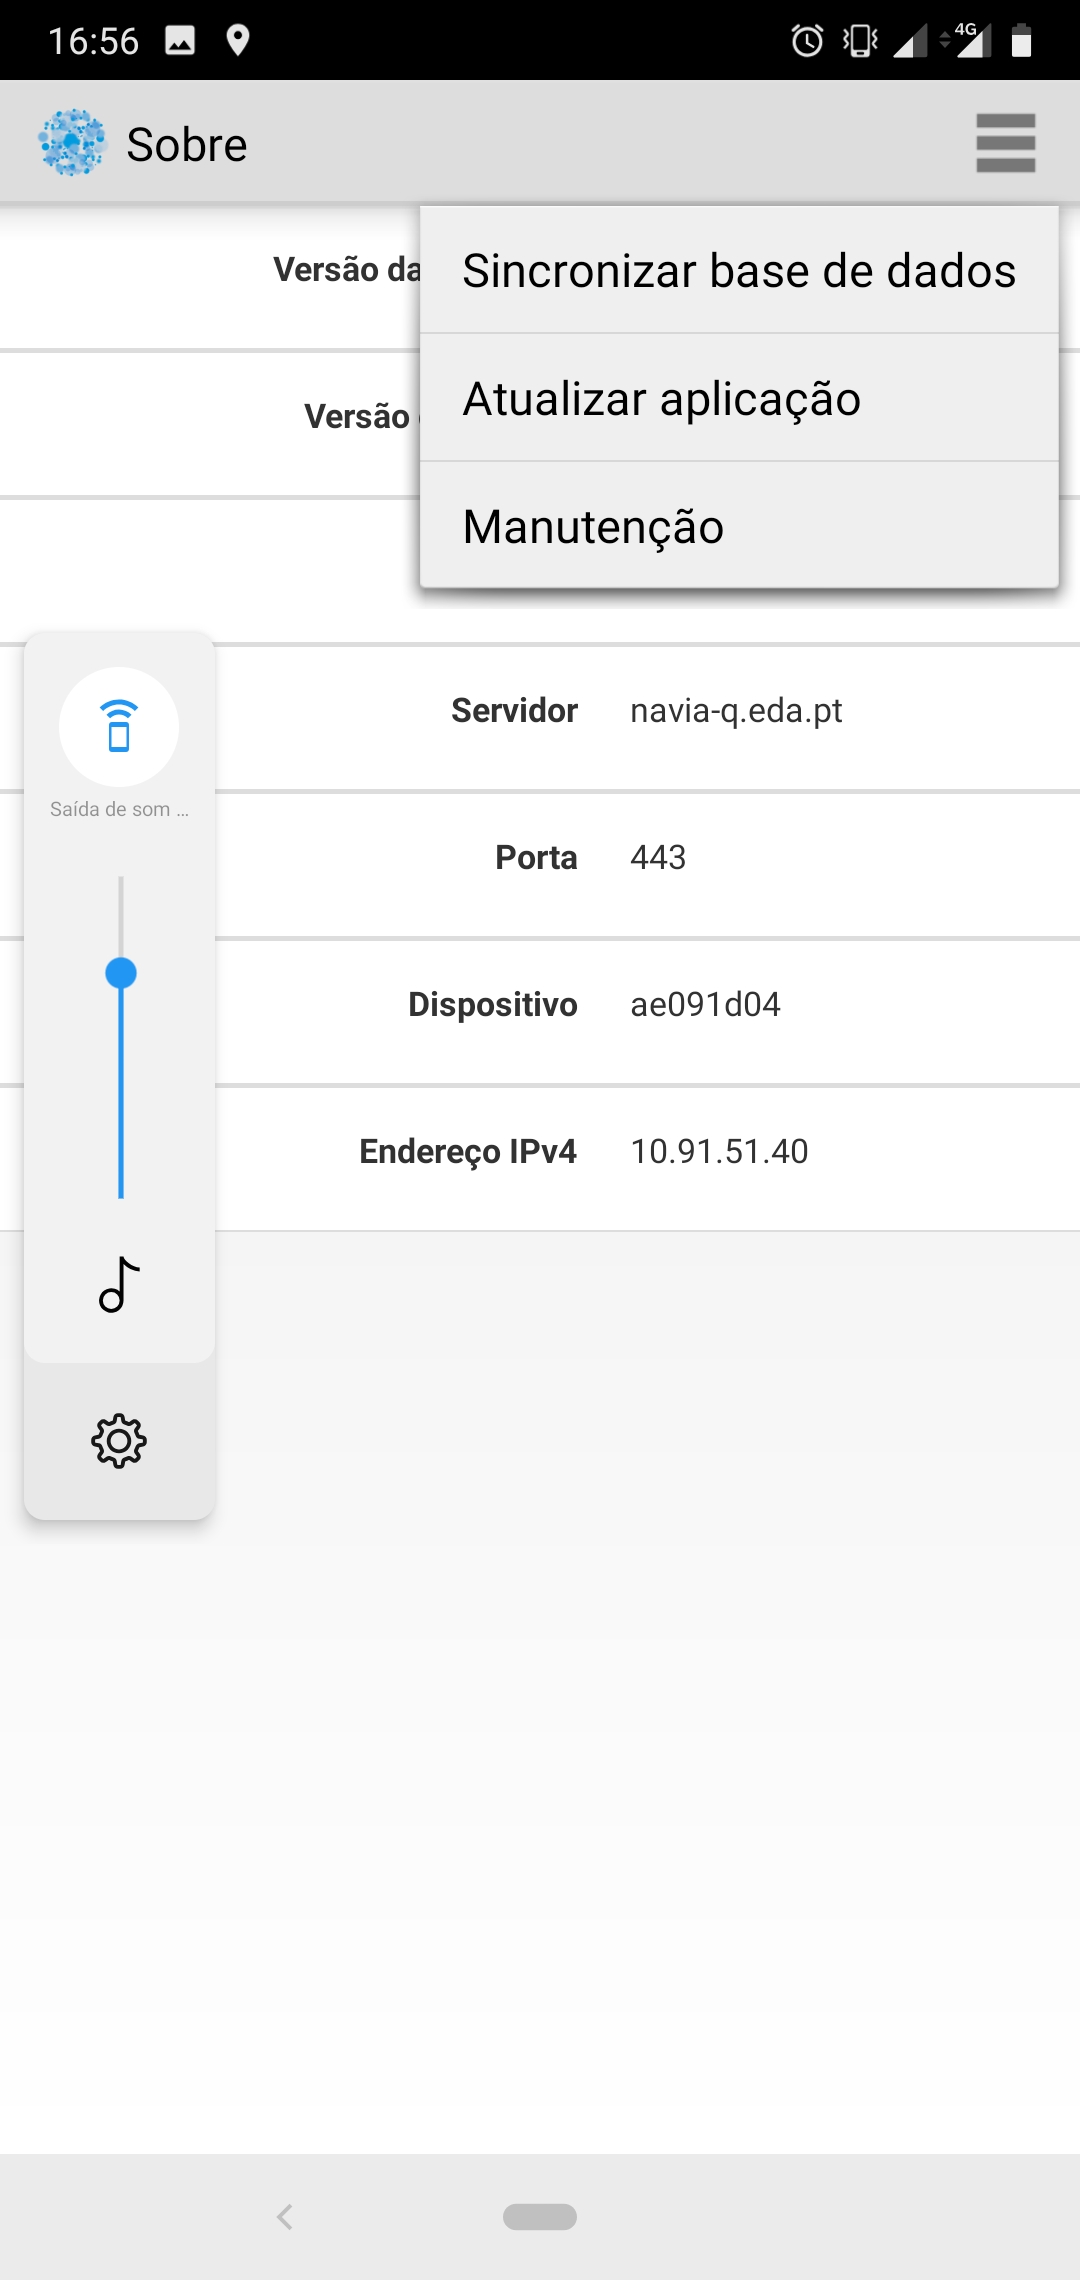 16:56
4G
Sobre
Sincronizar base de dados
Atualizar aplicação
Manutenção
Versão da
Versão
Servidor navia-q.eda.pt
Saída de som ...
Porta 443
Dispositivo ae091d04
Endereço IPv4 10.91.51.40